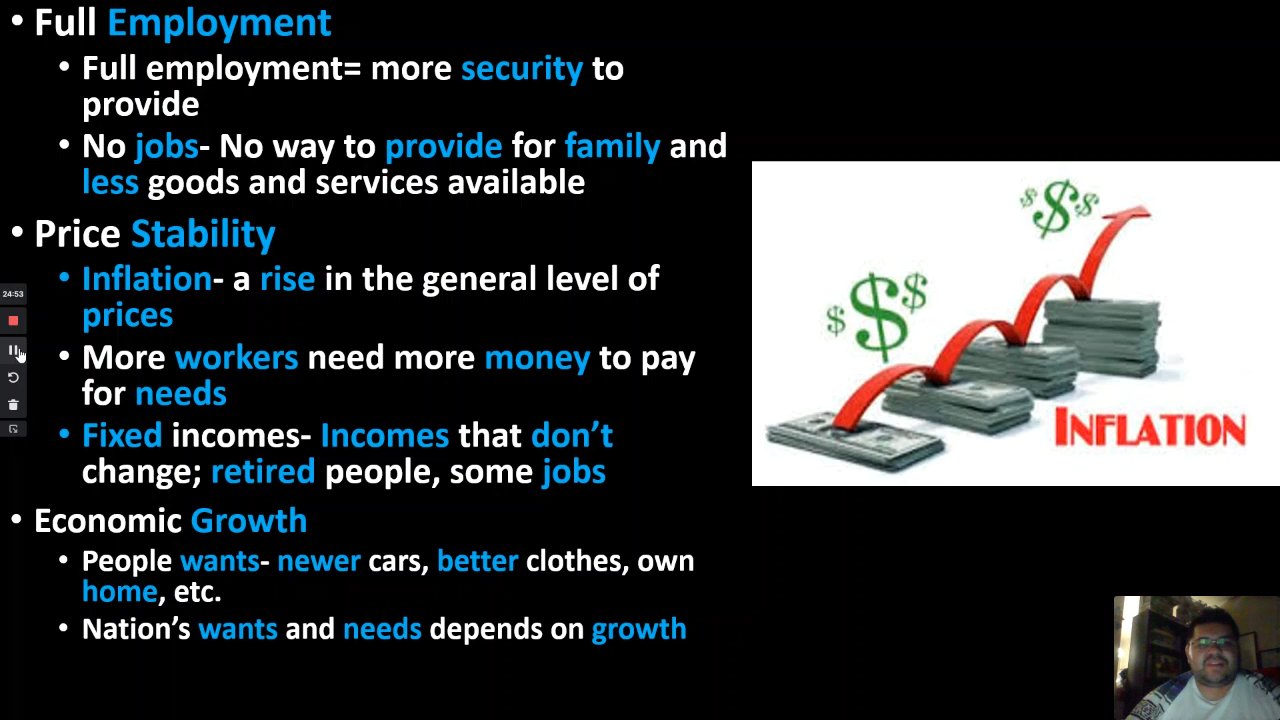 • Full Employment
• Full employment= more security to
provide
• No jobs- No way to provide for family and
less goods and services available
• Price Stability
• Inflation- a rise in the general level of
prices
• More workers need more money to pay
for needs
• Fixed incomes- Incomes that don't
change; retired people, some jobs
• Economic Growth
• People wants- newer cars, better clothes, own
home, etc.
• Nation's wants and needs depends on growth
24:53
$ $ $
$ $ $
INFLATION